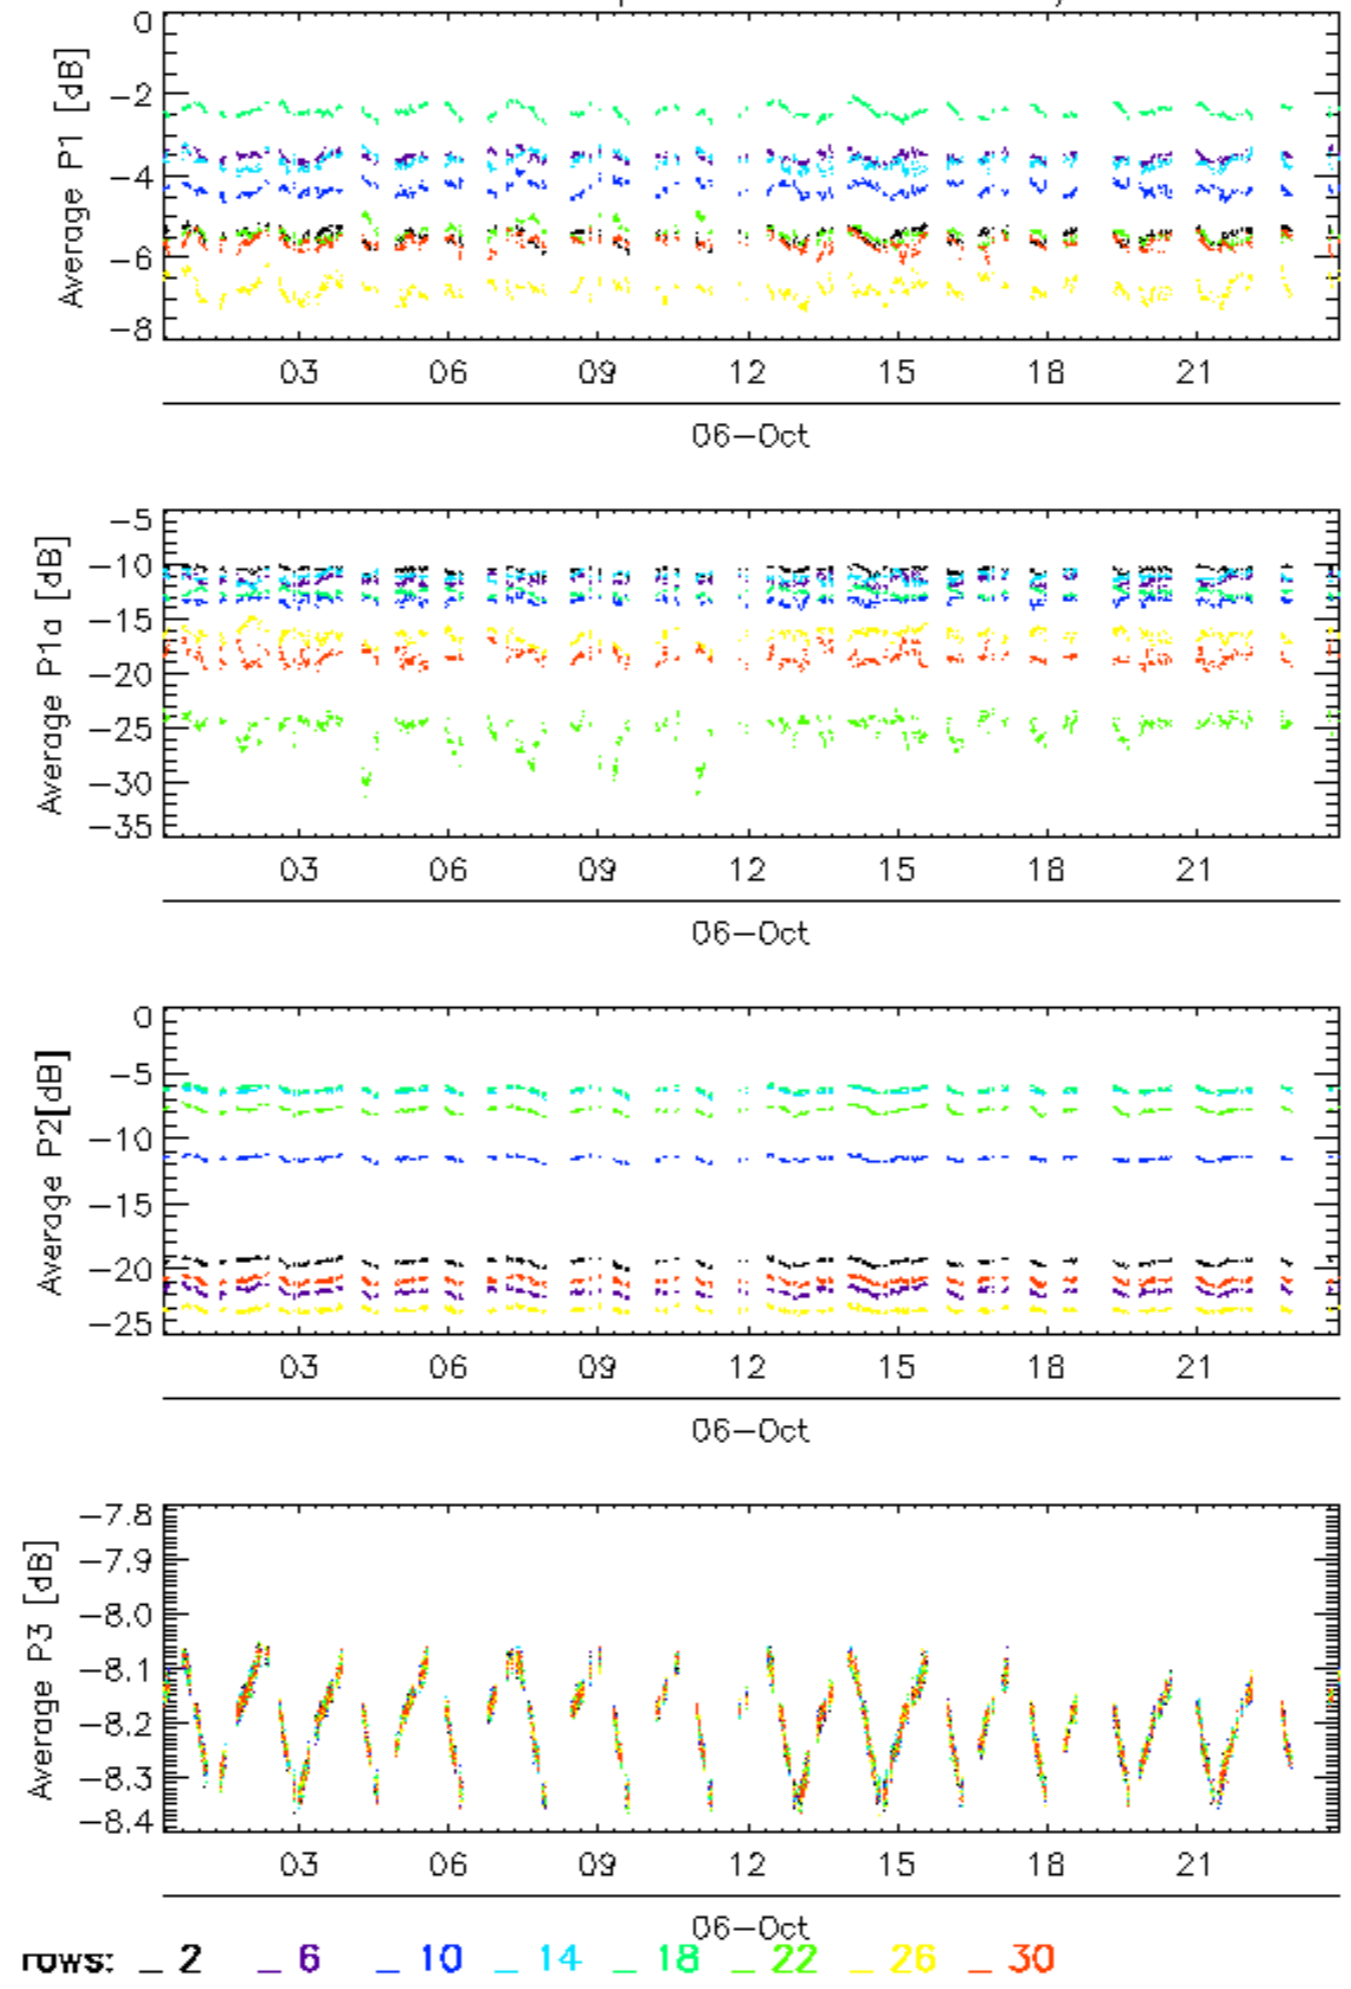 0
−2
−4
−6
−8
Average P1 [dB]
03 06 09 12 15 18 21
06−Oct
−5
−10
−15
−20
−25
−30
−35
Average P1a [dB]
03 06 09 12 15 18 21
06−Oct
0
−5
−10
−15
−20
−25
Average P2[dB]
03 06 09 12 15 18 21
06−Oct
−7.8
−7.9
−8.0
−8.1
−8.2
−8.3
−8.4
Average P3 [dB]
03 06 09 12 15 18 21
06−Oct
rows: _ 2 _ 6 _ 10 _ 14 _ 18 _ 22 _ 26 _ 30